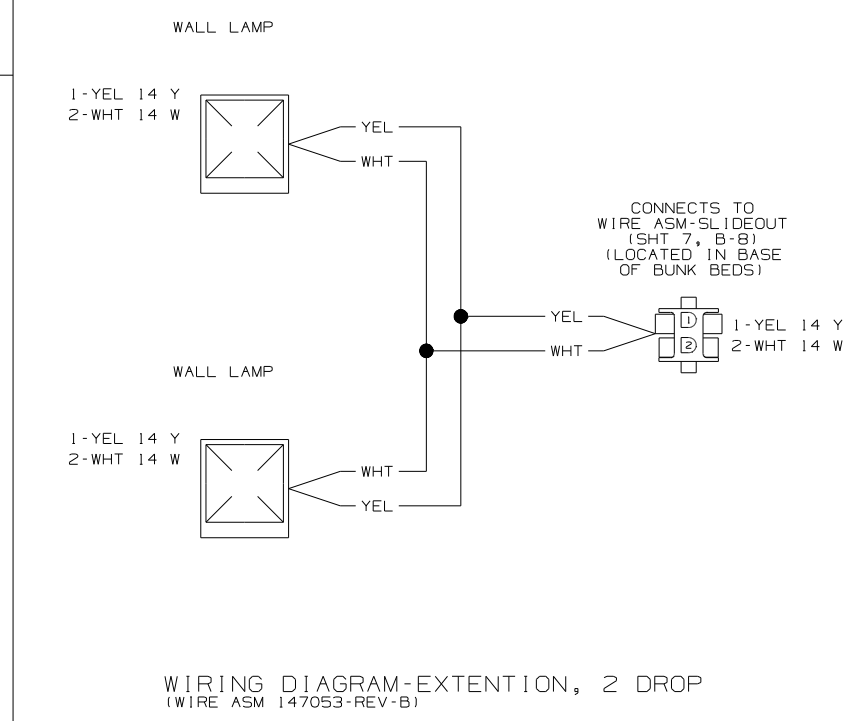 WALL LAMP
1-YEL 14 Y
2-WHT 14 W
YEL
WHT
CONNECTS TO
WIRE ASM-SLIDEOUT
(SHT 7, B-8)
(LOCATED IN BASE
OF BUNK BEDS)
YEL
WHT
1
2
1-YEL 14 Y
2-WHT 14 W
WALL LAMP
1-YEL 14 Y
2-WHT 14 W
WHT
YEL
WIRING DIAGRAM-EXTENTION, 2 DROP
(WIRE ASM 147053-REV-B)